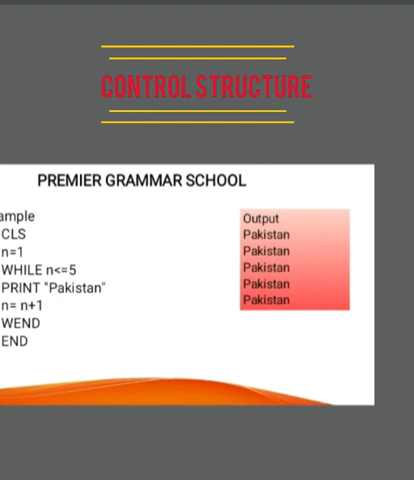 CONTROL STRUCTURE
PREMIER GRAMMAR SCHOOL
ample
CLS
n=1
WHILE n<=5
PRINT "Pakistan"
n= n+1
WEND
END
Output
Pakistan
Pakistan
Pakistan
Pakistan
Pakistan